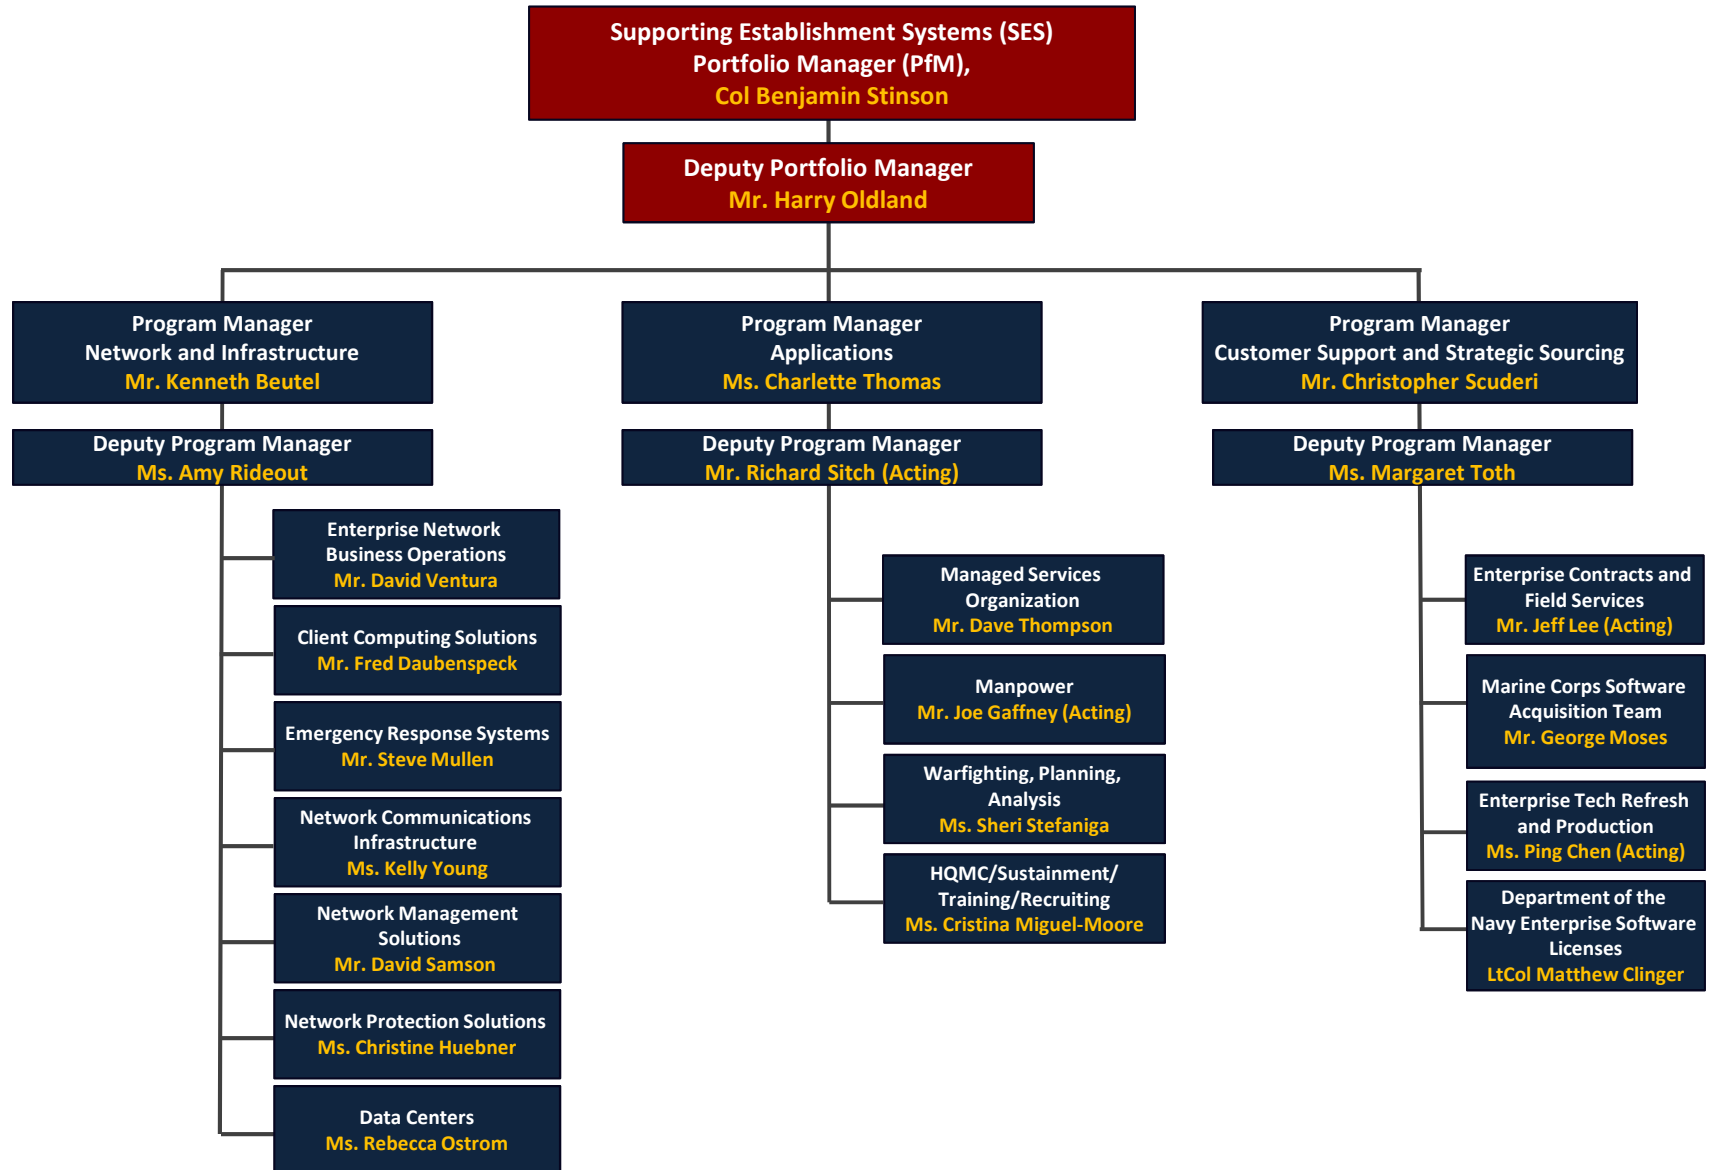 Supporting Establishment Systems (SES)
Portfolio Manager (PfM),
Col Benjamin Stinson
Deputy Portfolio Manager
Mr. Harry Oldland
Program Manager
Network and Infrastructure
Mr. Kenneth Beutel
Deputy Program Manager
Ms. Amy Rideout
Enterprise Network
Business Operations
Mr. David Ventura
Client Computing Solutions
Mr. Fred Daubenspeck
Emergency Response Systems
Mr. Steve Mullen
Network Communications
Infrastructure
Ms. Kelly Young
Network Management
Solutions
Mr. David Samson
Network Protection Solutions
Ms. Christine Huebner
Data Centers
Ms. Rebecca Ostrom
Program Manager
Applications
Ms. Charlette Thomas
Deputy Program Manager
Mr. Richard Sitch (Acting)
Managed Services
Organization
Mr. Dave Thompson
Manpower
Mr. Joe Gaffney (Acting)
Warfighting, Planning,
Analysis
Ms. Sheri Stefaniga
HQMC/Sustainment/
Training/Recruiting
Ms. Cristina Miguel-Moore
Program Manager
Customer Support and Strategic Sourcing
Mr. Christopher Scuderi
Deputy Program Manager
Ms. Margaret Toth
Enterprise Contracts and
Field Services
Mr. Jeff Lee (Acting)
Marine Corps Software
Acquisition Team
Mr. George Moses
Enterprise Tech Refresh
and Production
Ms. Ping Chen (Acting)
Department of the
Navy Enterprise Software
Licenses
LtCol Matthew Clinger